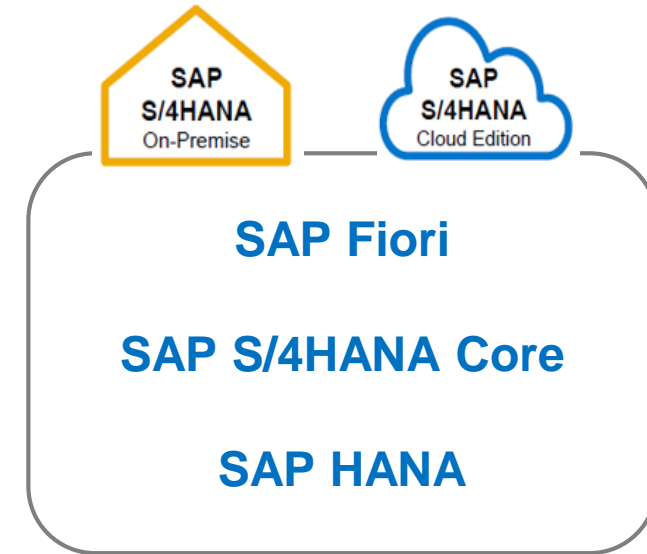 SAP
S/4HANA
On-Premise
SAP
S/4HANA
Cloud Edition
SAP Fiori
SAP S/4HANA Core
SAP HANA